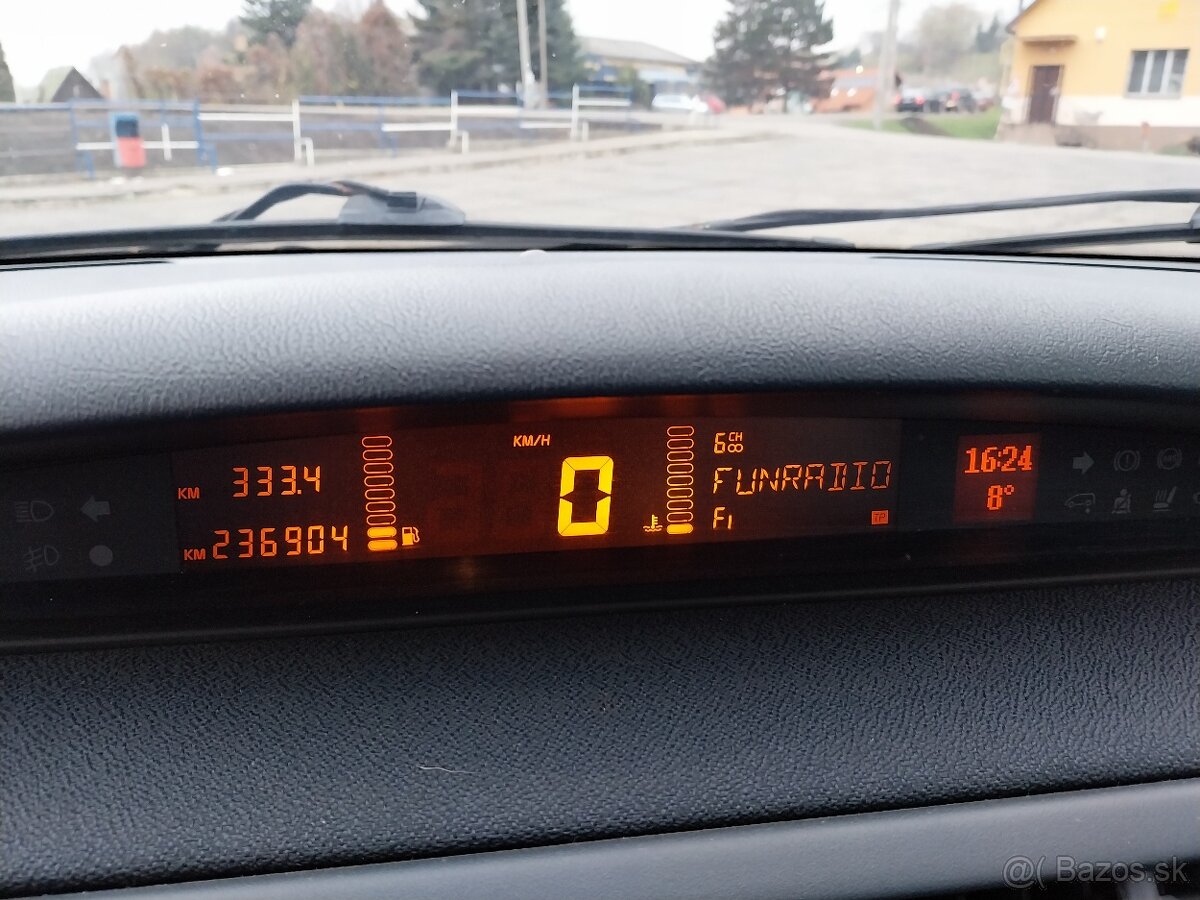 KM 333.4
KM 236904
KM/H
0
6 CH
FUNRADIO
F1
TP
16:24
8°
@( Bazos.sk